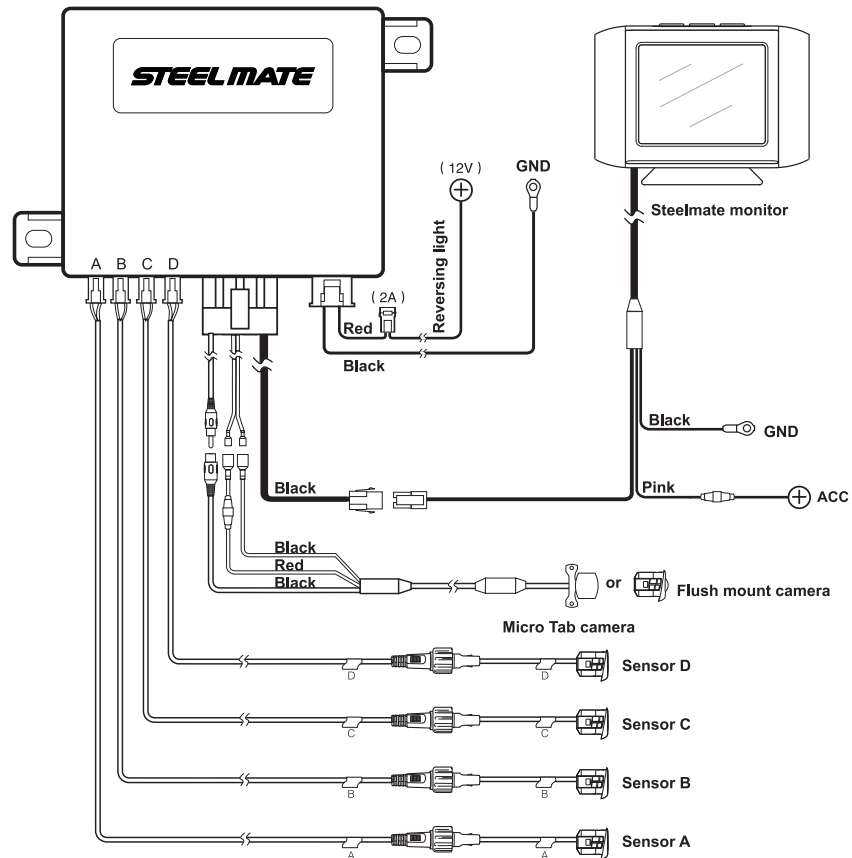 STEELMATE
A B C D
( 12V )
GND
Reversing light
( 2A )
Red
Black
Steelmate monitor
Black
GND
Pink
ACC
Black
Black
Red
Black
or
Flush mount camera
Micro Tab camera
D
D
Sensor D
C
C
Sensor C
B
B
Sensor B
A
A
Sensor A